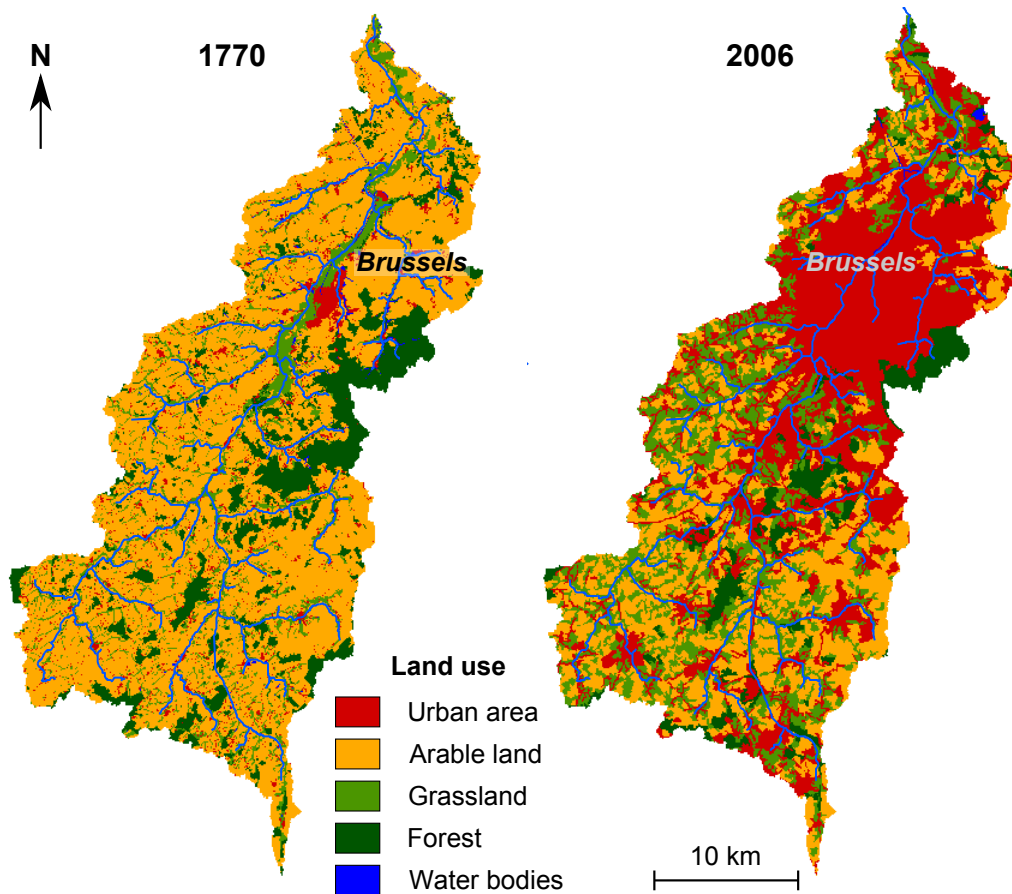 N
1770
2006
Brussels
Brussels
Land use
Urban area
Arable land
Grassland
Forest
Water bodies
10 km